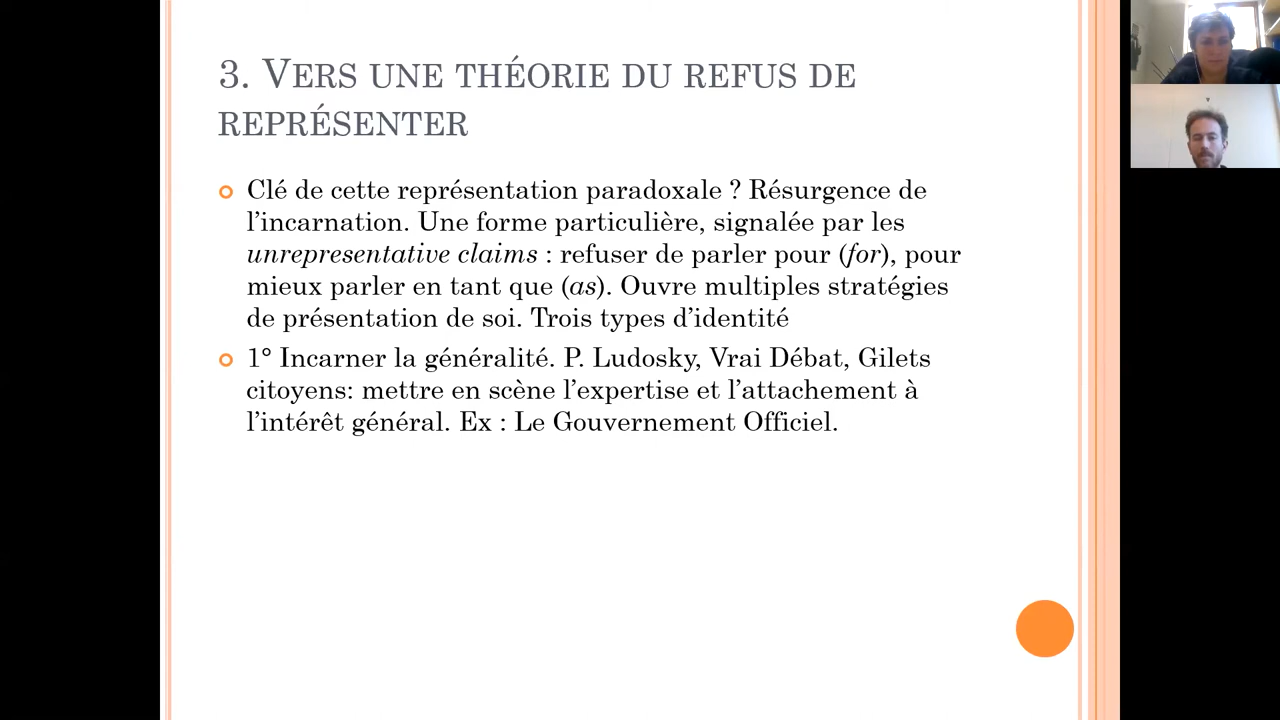 3. Vers une théorie du refus de
représenter
Clé de cette représentation paradoxale ? Résurgence de
l’incarnation. Une forme particulière, signalée par les
unrepresentative claims : refuser de parler pour (for), pour
mieux parler en tant que (as). Ouvre multiples stratégies
de présentation de soi. Trois types d’identité
1° Incarner la généralité. P. Ludosky, Vrai Débat, Gilets
citoyens: mettre en scène l’expertise et l’attachement à
l’intérêt général. Ex : Le Gouvernement Officiel.